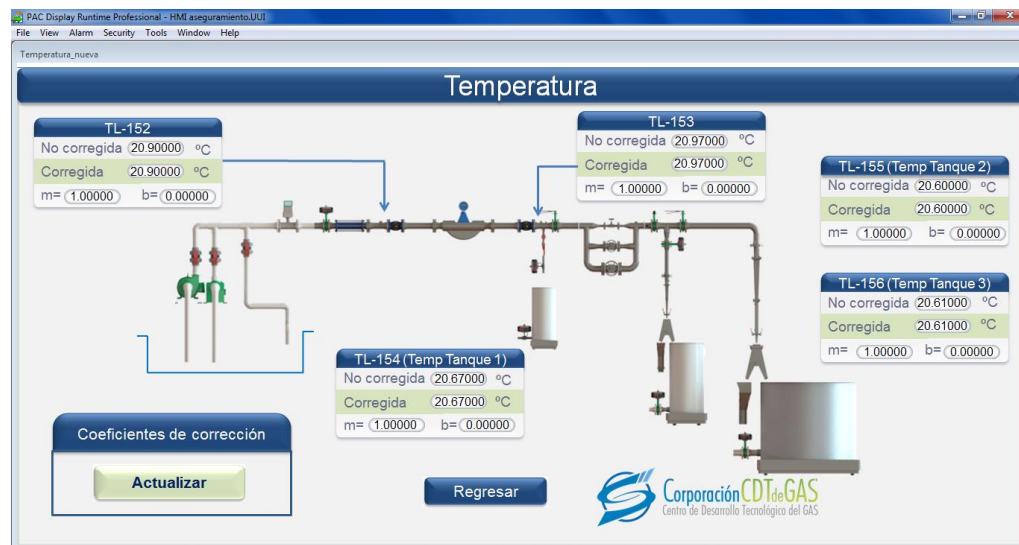 PAC Display Runtime Professional - HMI aseguramiento.UUI
File View Alarm Security Tools Window Help
Temperatura_nueva
Temperatura
TL-152
No corregida 20.90000 ºC
Corregida 20.90000 ºC
m= 1.00000 b= 0.00000
TL-153
No corregida 20.97000 ºC
Corregida 20.97000 ºC
m= 1.00000 b= 0.00000
TL-155 (Temp Tanque 2)
No corregida 20.60000 ºC
Corregida 20.60000 ºC
m= 1.00000 b= 0.00000
TL-156 (Temp Tanque 3)
No corregida 20.61000 ºC
Corregida 20.61000 ºC
m= 1.00000 b= 0.00000
TL-154 (Temp Tanque 1)
No corregida 20.67000 ºC
Corregida 20.67000 ºC
m= 1.00000 b= 0.00000
Coeficientes de corrección
Actualizar
Regresar
Corporación CDT de GAS
Centro de Desarrollo Tecnológico del GAS